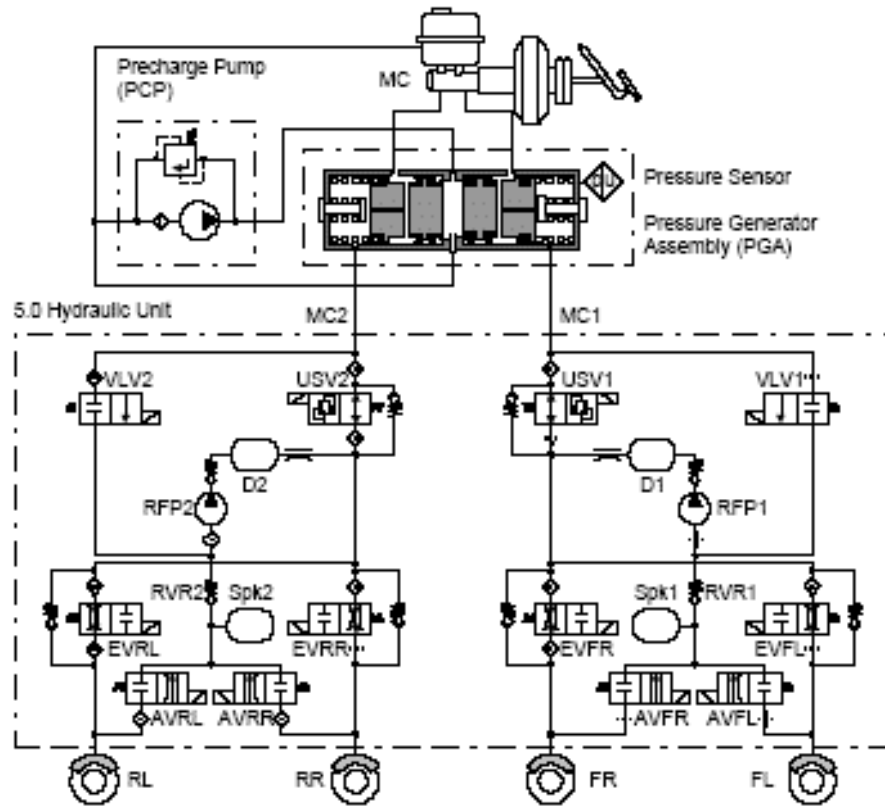 Precharge Pump
(PCP)
MC
Pressure Sensor
Pressure Generator
Assembly (PGA)
5.0 Hydraulic Unit
MC2
MC1
VLV2
USV2
USV1
VLV1
D2
D1
RFP2
RFP1
RVR2
Spk2
Spk1
RVR1
EVRL
EVRR
EVFR
EVFL
AVRL
AVRR
AVFR
AVFL
RL
RR
FR
FL